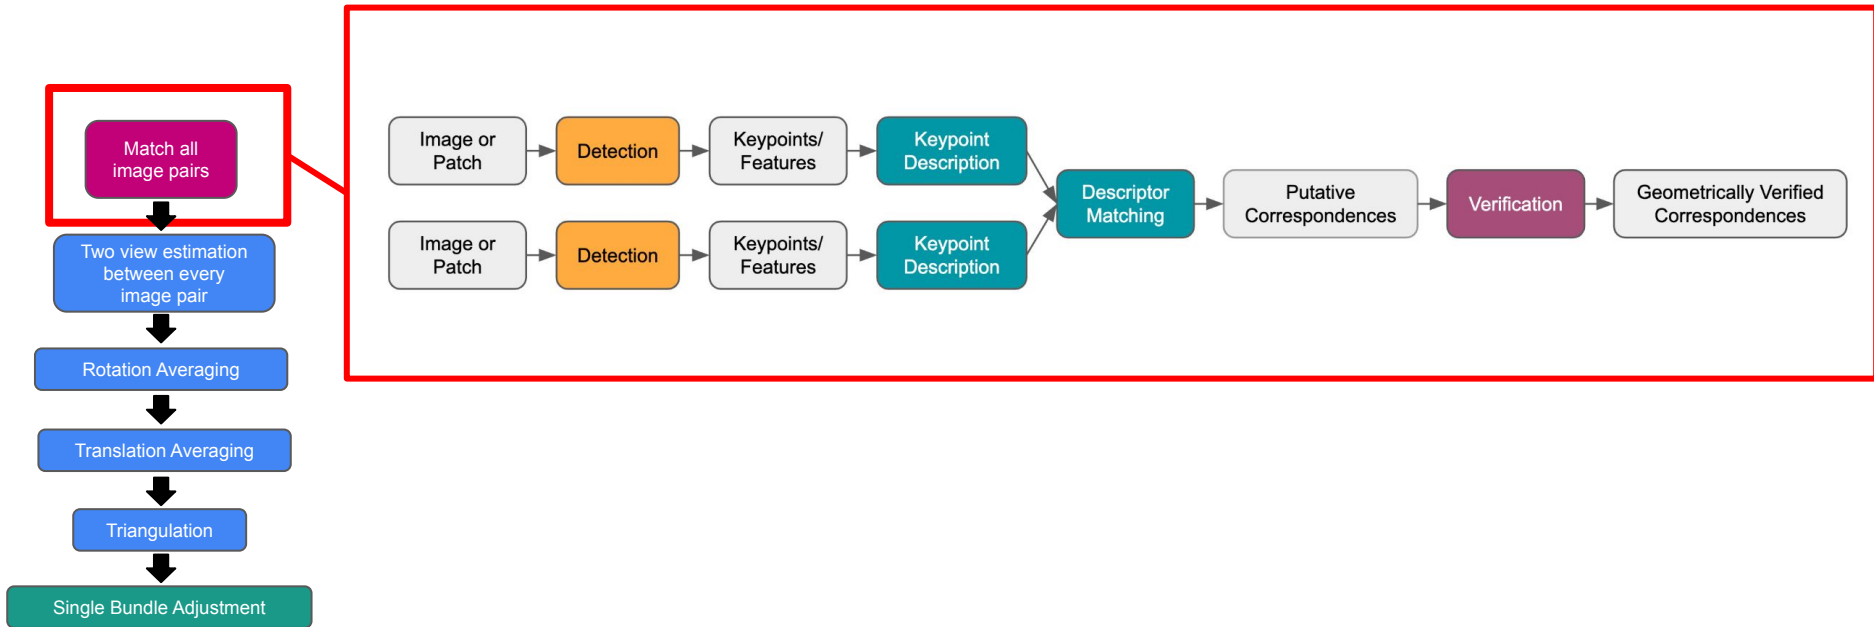 Match all
image pairs
Two view estimation
between every
image pair
Rotation Averaging
Translation Averaging
Triangulation
Single Bundle Adjustment
Image or
Patch
Detection
Keypoints/
Features
Keypoint
Description
Image or
Patch
Detection
Keypoints/
Features
Keypoint
Description
Descriptor
Matching
Putative
Correspondences
Verification
Geometrically Verified
Correspondences